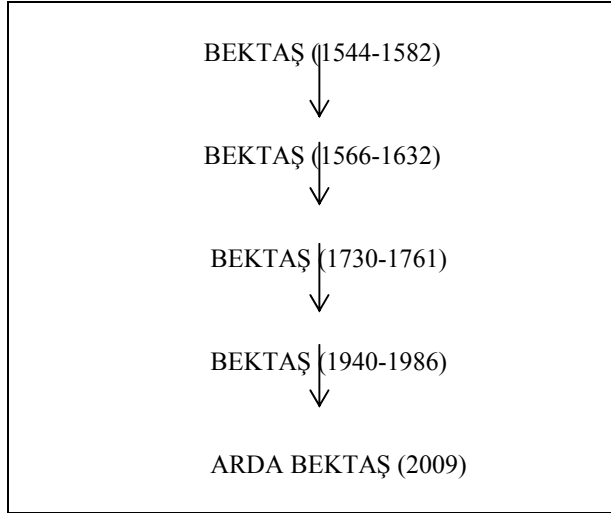 BEKTAŞ (1544-1582)
BEKTAŞ (1566-1632)
BEKTAŞ (1730-1761)
BEKTAŞ (1940-1986)
ARDA BEKTAŞ (2009)